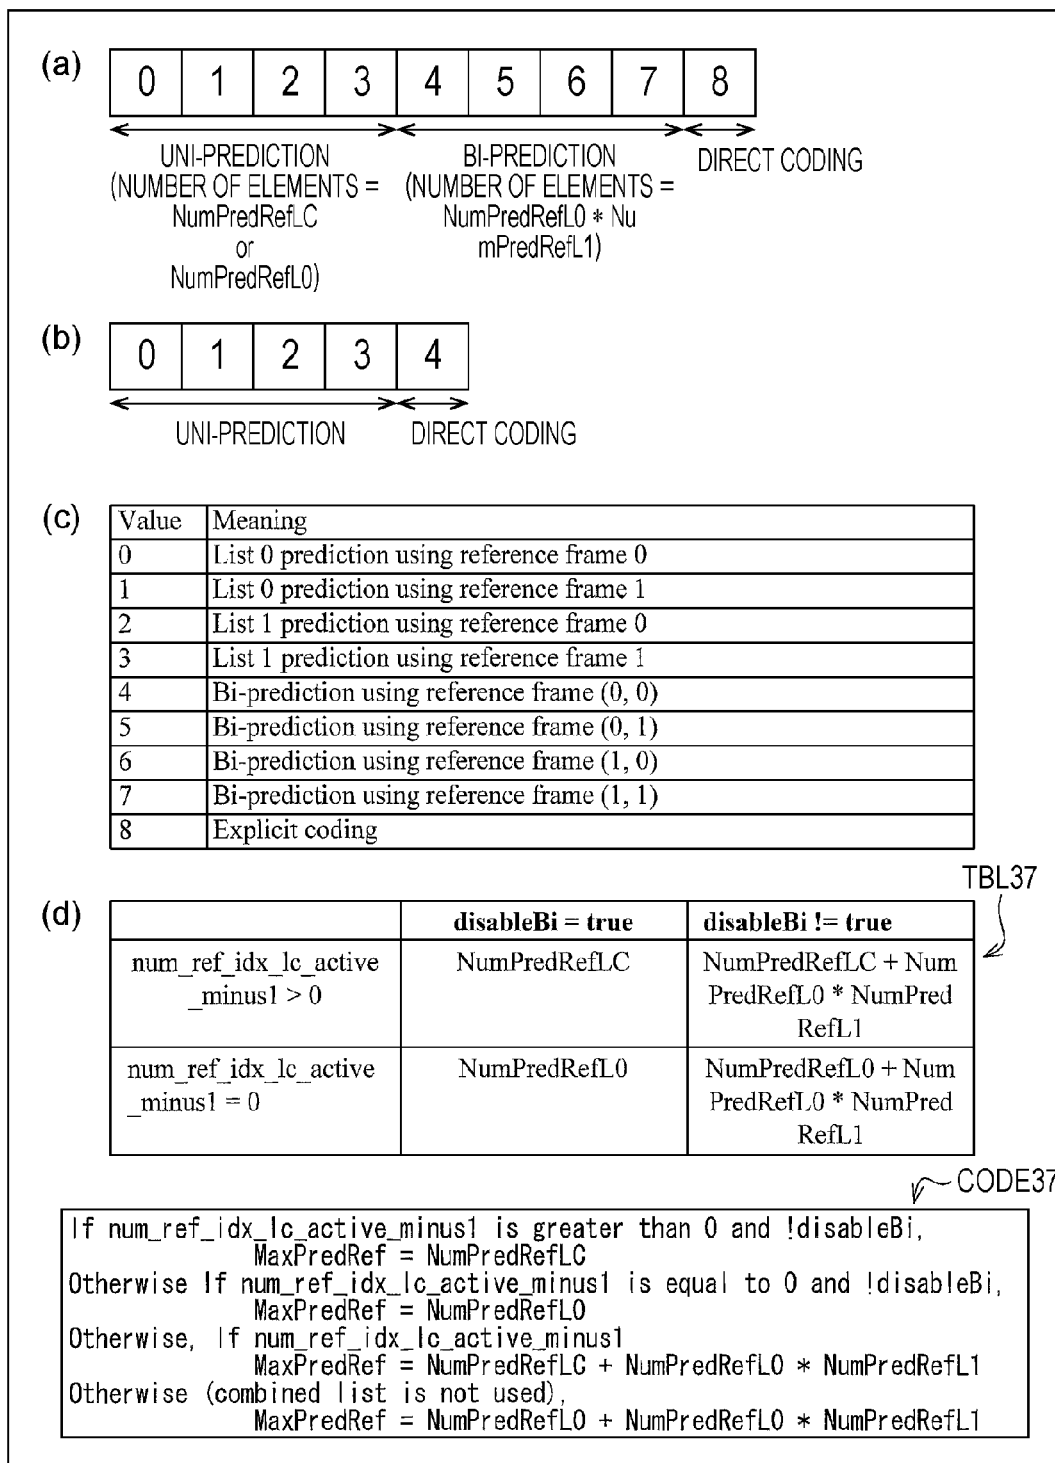 (a)
0 1 2 3 4 5 6 7 8
UNI-PREDICTION
(NUMBER OF ELEMENTS =
NumPredRefLC
or
NumPredRefL0)
BI-PREDICTION
(NUMBER OF ELEMENTS =
NumPredRefL0 * Nu
mPredRefL1)
DIRECT CODING
(b)
0 1 2 3 4
UNI-PREDICTION DIRECT CODING
(c)
Value Meaning
0 List 0 prediction using reference frame 0
1 List 0 prediction using reference frame 1
2 List 1 prediction using reference frame 0
3 List 1 prediction using reference frame 1
4 Bi-prediction using reference frame (0, 0)
5 Bi-prediction using reference frame (0, 1)
6 Bi-prediction using reference frame (1, 0)
7 Bi-prediction using reference frame (1, 1)
8 Explicit coding
TBL37
(d)
disableBi = true disableBi != true
num_ref_idx_lc_active
_minus1 > 0
NumPredRefLC
NumPredRefLC + Num
PredRefL0 * NumPred
RefL1
num_ref_idx_lc_active
_minus1 = 0
NumPredRefL0
NumPredRefL0 + Num
PredRefL0 * NumPred
RefL1
CODE37
If num_ref_idx_lc_active_minus1 is greater than 0 and !disableBi,
MaxPredRef = NumPredRefLC
Otherwise If num_ref_idx_lc_active_minus1 is equal to 0 and !disableBi,
MaxPredRef = NumPredRefL0
Otherwise, If num_ref_idx_lc_active_minus1
MaxPredRef = NumPredRefLC + NumPredRefL0 * NumPredRefL1
Otherwise (combined list is not used),
MaxPredRef = NumPredRefL0 + NumPredRefL0 * NumPredRefL1